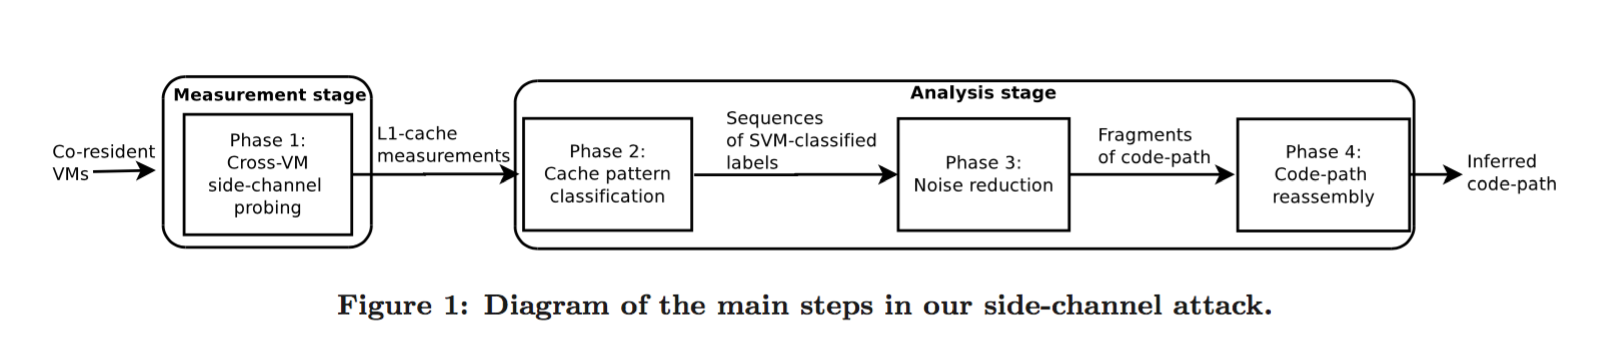 Co-resident
VMs
Measurement stage
Phase 1:
Cross-VM
side-channel
probing
L1-cache
measurements
Analysis stage
Phase 2:
Cache pattern
classification
Sequences
of SVM-classified
labels
Phase 3:
Noise reduction
Fragments
of code-path
Phase 4:
Code-path
reassembly
Inferred
code-path
Figure 1: Diagram of the main steps in our side-channel attack.